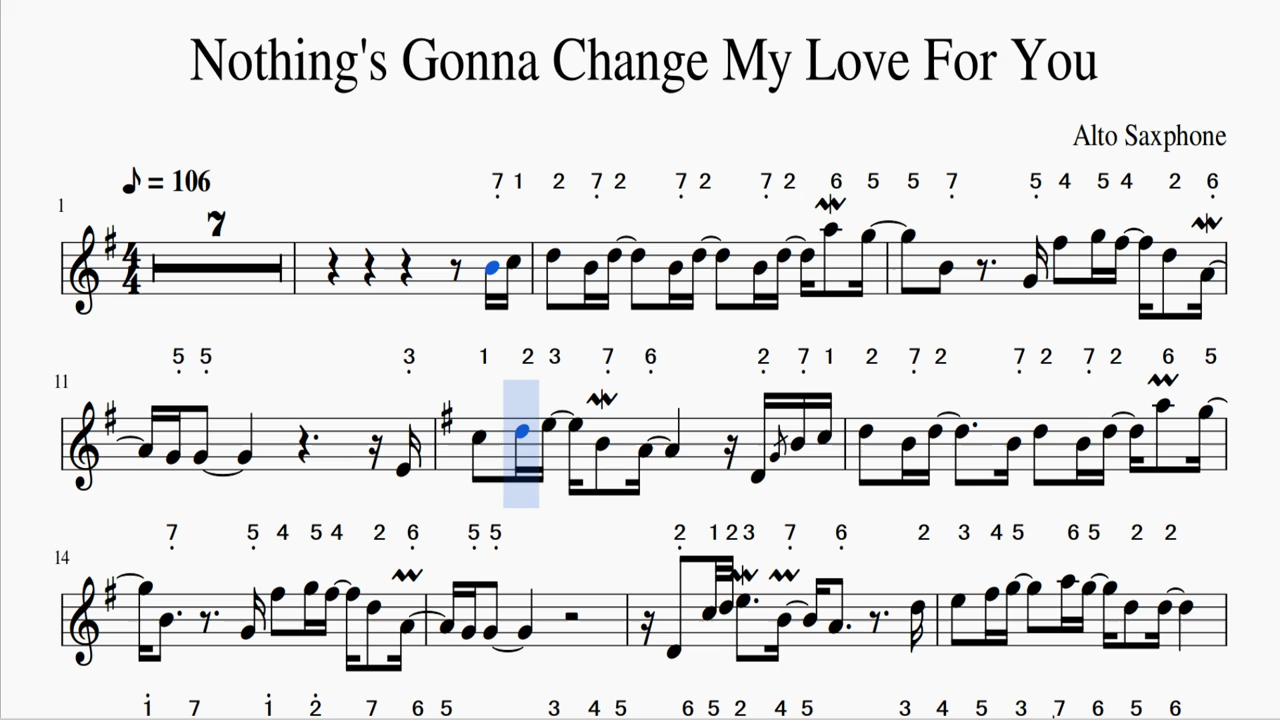 Nothing's Gonna Change My Love For You
Alto Saxphone
♪ = 106
7 1 2 7 2 7 2 7 2 6 5 5 7 5 4 5 4 2 6
1
7
5 5 3 1 2 3 7 6 2 7 1 2 7 2 7 2 7 2 6 5
11
7 5 4 5 4 2 6 5 5 2 1 2 3 7 6 2 3 4 5 6 5 2 2
14
1 7 1 2 7 6 5 3 4 5 6 5 2 4 5 3 4 5 3 7 6 5 6